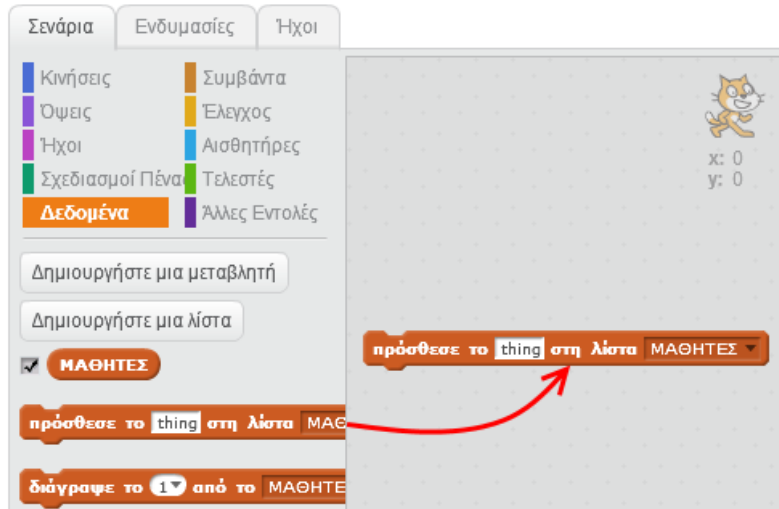 Σενάρια Ενδυμασίες Ήχοι
Κινήσεις Συμβάντα
Όψεις Έλεγχος
Ήχοι Αισθητήρες
Σχεδιασμοί Πένα Τελεστές
Δεδομένα Άλλες Εντολές
Δημιουργήστε μια μεταβλητή
Δημιουργήστε μια λίστα
ΜΑΘΗΤΕΣ
πρόσθεσε το thing στη λίστα ΜΑΘ
διάγραψε το 1 από το ΜΑΘΗΤΕ
x: 0
y: 0
πρόσθεσε το thing στη λίστα ΜΑΘΗΤΕΣ